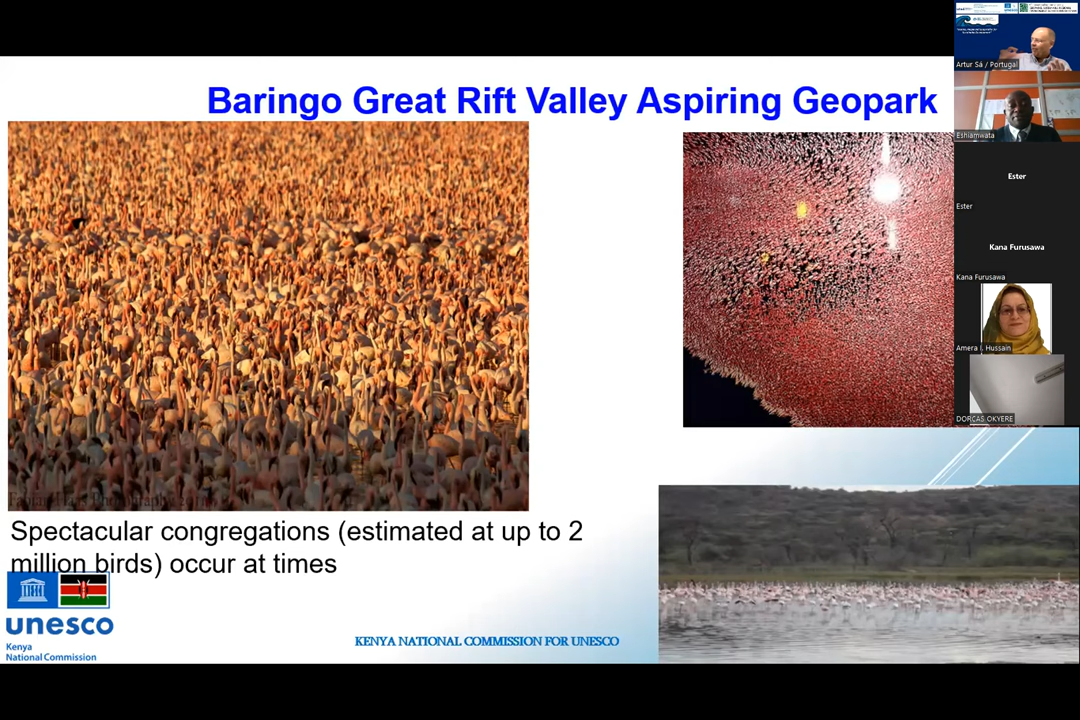 Baringo Great Rift Valley Aspiring Geopark
Spectacular congregations (estimated at up to 2
million birds) occur at times
unesco
Kenya
National Commission
KENYA NATIONAL COMMISSION FOR UNESCO
Artur Sá / Portugal
Eshiamwata
Ester
Ester
Kana Furusawa
Kana Furusawa
Amera I. Hussain
DORCAS OKYERE